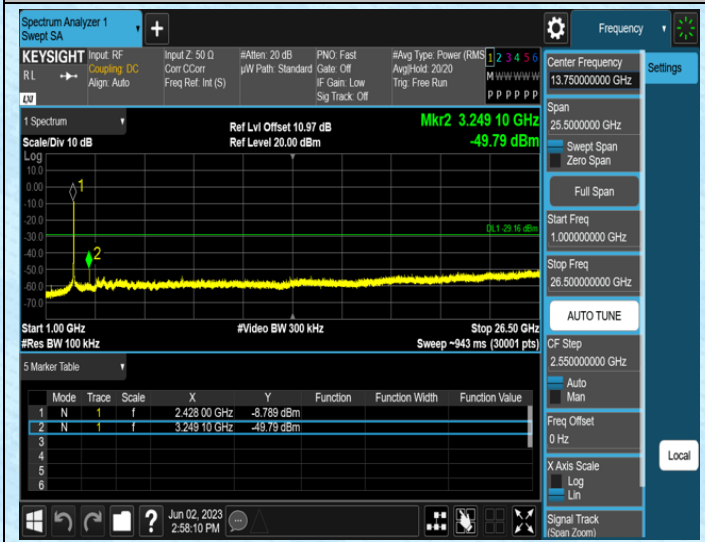 Spectrum Analyzer 1
Swept SA
Frequency
KEYSIGHT
RL
LXI
Input: RF
Coupling: DC
Align: Auto
Input Z: 50 Ω
Corr CCorr
Freq Ref: Int (S)
#Atten: 20 dB
µW Path: Standard
PNO: Fast
Gate: Off
IF Gain: Low
Sig Track: Off
#Avg Type: Power (RMS
Avg|Hold: 20/20
Trig: Free Run
1 2 3 4 5 6
M W W W W W
P P P P P P
1 Spectrum
Scale/Div 10 dB
Ref Lvl Offset 10.97 dB
Ref Level 20.00 dBm
Mkr2 3.249 10 GHz
-49.79 dBm
Log
10.0
0.00
-10.0
-20.0
-30.0
-40.0
-50.0
-60.0
-70.0
1
2
DL1 -29.16 dBm
Start 1.00 GHz
#Video BW 300 kHz
Stop 26.50 GHz
#Res BW 100 kHz
Sweep ~943 ms (30001 pts)
5 Marker Table
Mode Trace Scale X Y Function Function Width Function Value
1 N 1 f 2.428 00 GHz -8.789 dBm
2 N 1 f 3.249 10 GHz -49.79 dBm
3
4
5
6
Jun 02, 2023
2:58:10 PM
Center Frequency
13.750000000 GHz
Settings
Span
25.5000000 GHz
Swept Span
Zero Span
Full Span
Start Freq
1.000000000 GHz
Stop Freq
26.500000000 GHz
AUTO TUNE
CF Step
2.550000000 GHz
Auto
Man
Freq Offset
0 Hz
Local
X Axis Scale
Log
Lin
Signal Track
(Span Zoom)